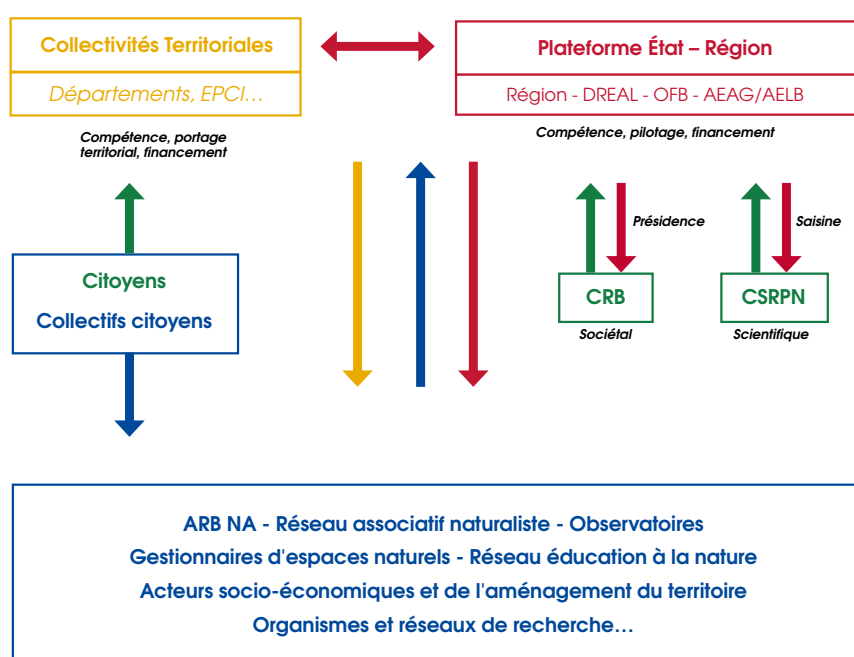 Collectivités Territoriales
Départements, EPCI...
Compétence, portage
territorial, financement
Plateforme État – Région
Région - DREAL - OFB - AEAG/AELB
Compétence, pilotage, financement
Présidence
Saisine
Citoyens
Collectifs citoyens
CRB
Sociétal
CSRPN
Scientifique
ARB NA - Réseau associatif naturaliste - Observatoires
Gestionnaires d'espaces naturels - Réseau éducation à la nature
Acteurs socio-économiques et de l'aménagement du territoire
Organismes et réseaux de recherche...